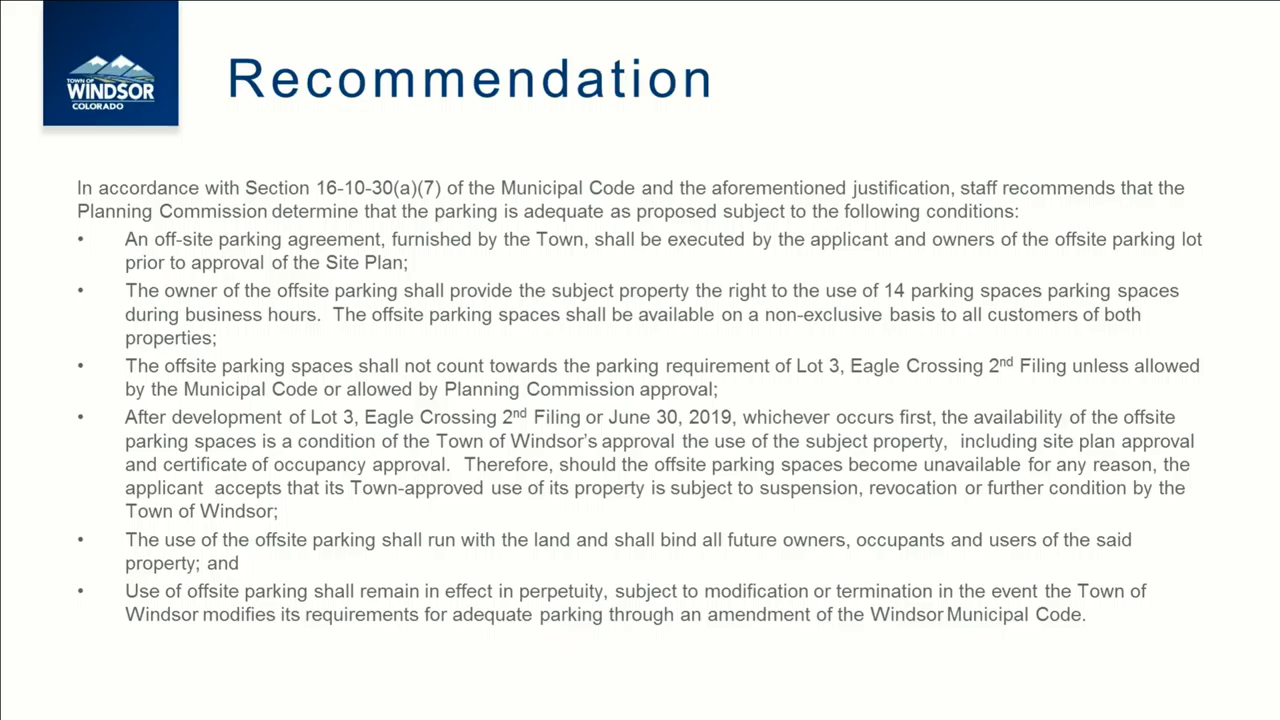 TOWN OF
WINDSOR
COLORADO
Recommendation
In accordance with Section 16-10-30(a)(7) of the Municipal Code and the aforementioned justification, staff recommends that the
Planning Commission determine that the parking is adequate as proposed subject to the following conditions:
• An off-site parking agreement, furnished by the Town, shall be executed by the applicant and owners of the offsite parking lot
prior to approval of the Site Plan;
• The owner of the offsite parking shall provide the subject property the right to the use of 14 parking spaces parking spaces
during business hours. The offsite parking spaces shall be available on a non-exclusive basis to all customers of both
properties;
• The offsite parking spaces shall not count towards the parking requirement of Lot 3, Eagle Crossing 2nd Filing unless allowed
by the Municipal Code or allowed by Planning Commission approval;
• After development of Lot 3, Eagle Crossing 2nd Filing or June 30, 2019, whichever occurs first, the availability of the offsite
parking spaces is a condition of the Town of Windsor's approval the use of the subject property, including site plan approval
and certificate of occupancy approval. Therefore, should the offsite parking spaces become unavailable for any reason, the
applicant accepts that its Town-approved use of its property is subject to suspension, revocation or further condition by the
Town of Windsor;
• The use of the offsite parking shall run with the land and shall bind all future owners, occupants and users of the said
property; and
• Use of offsite parking shall remain in effect in perpetuity, subject to modification or termination in the event the Town of
Windsor modifies its requirements for adequate parking through an amendment of the Windsor Municipal Code.